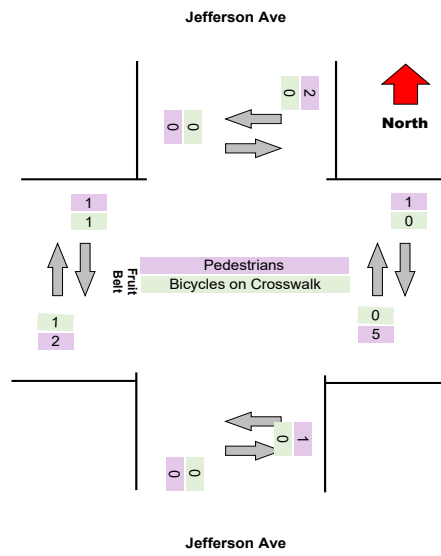 Jefferson Ave
0 2
0 0
North
1
1
1
0
Pedestrians
Bicycles on Crosswalk
Fruit
Belt
1
2
0
5
0 1
0 0
Jefferson Ave